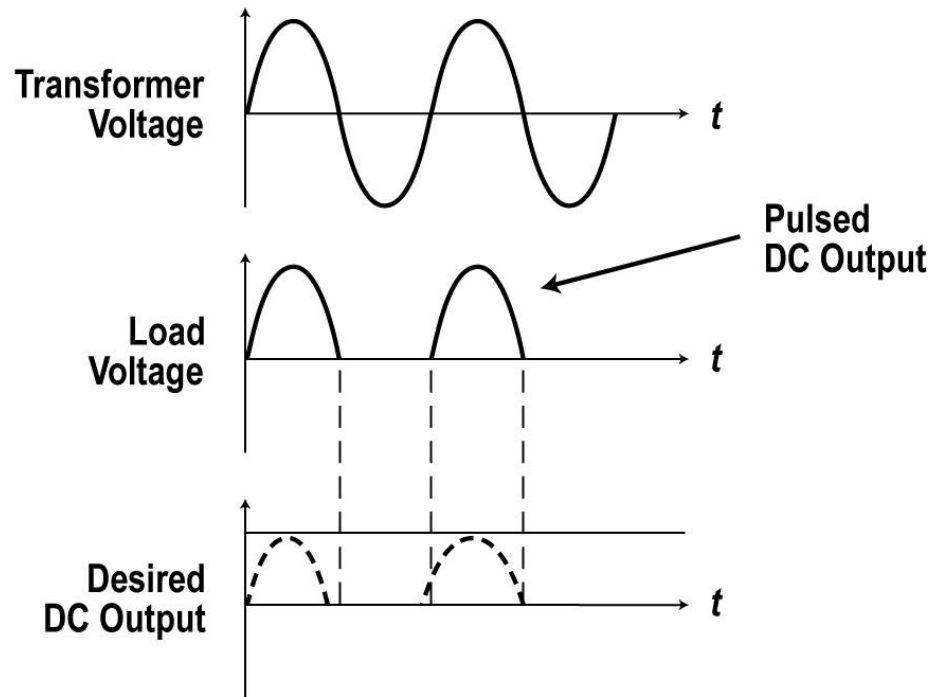 Transformer
Voltage
t
Pulsed
DC Output
Load
Voltage
t
Desired
DC Output
t